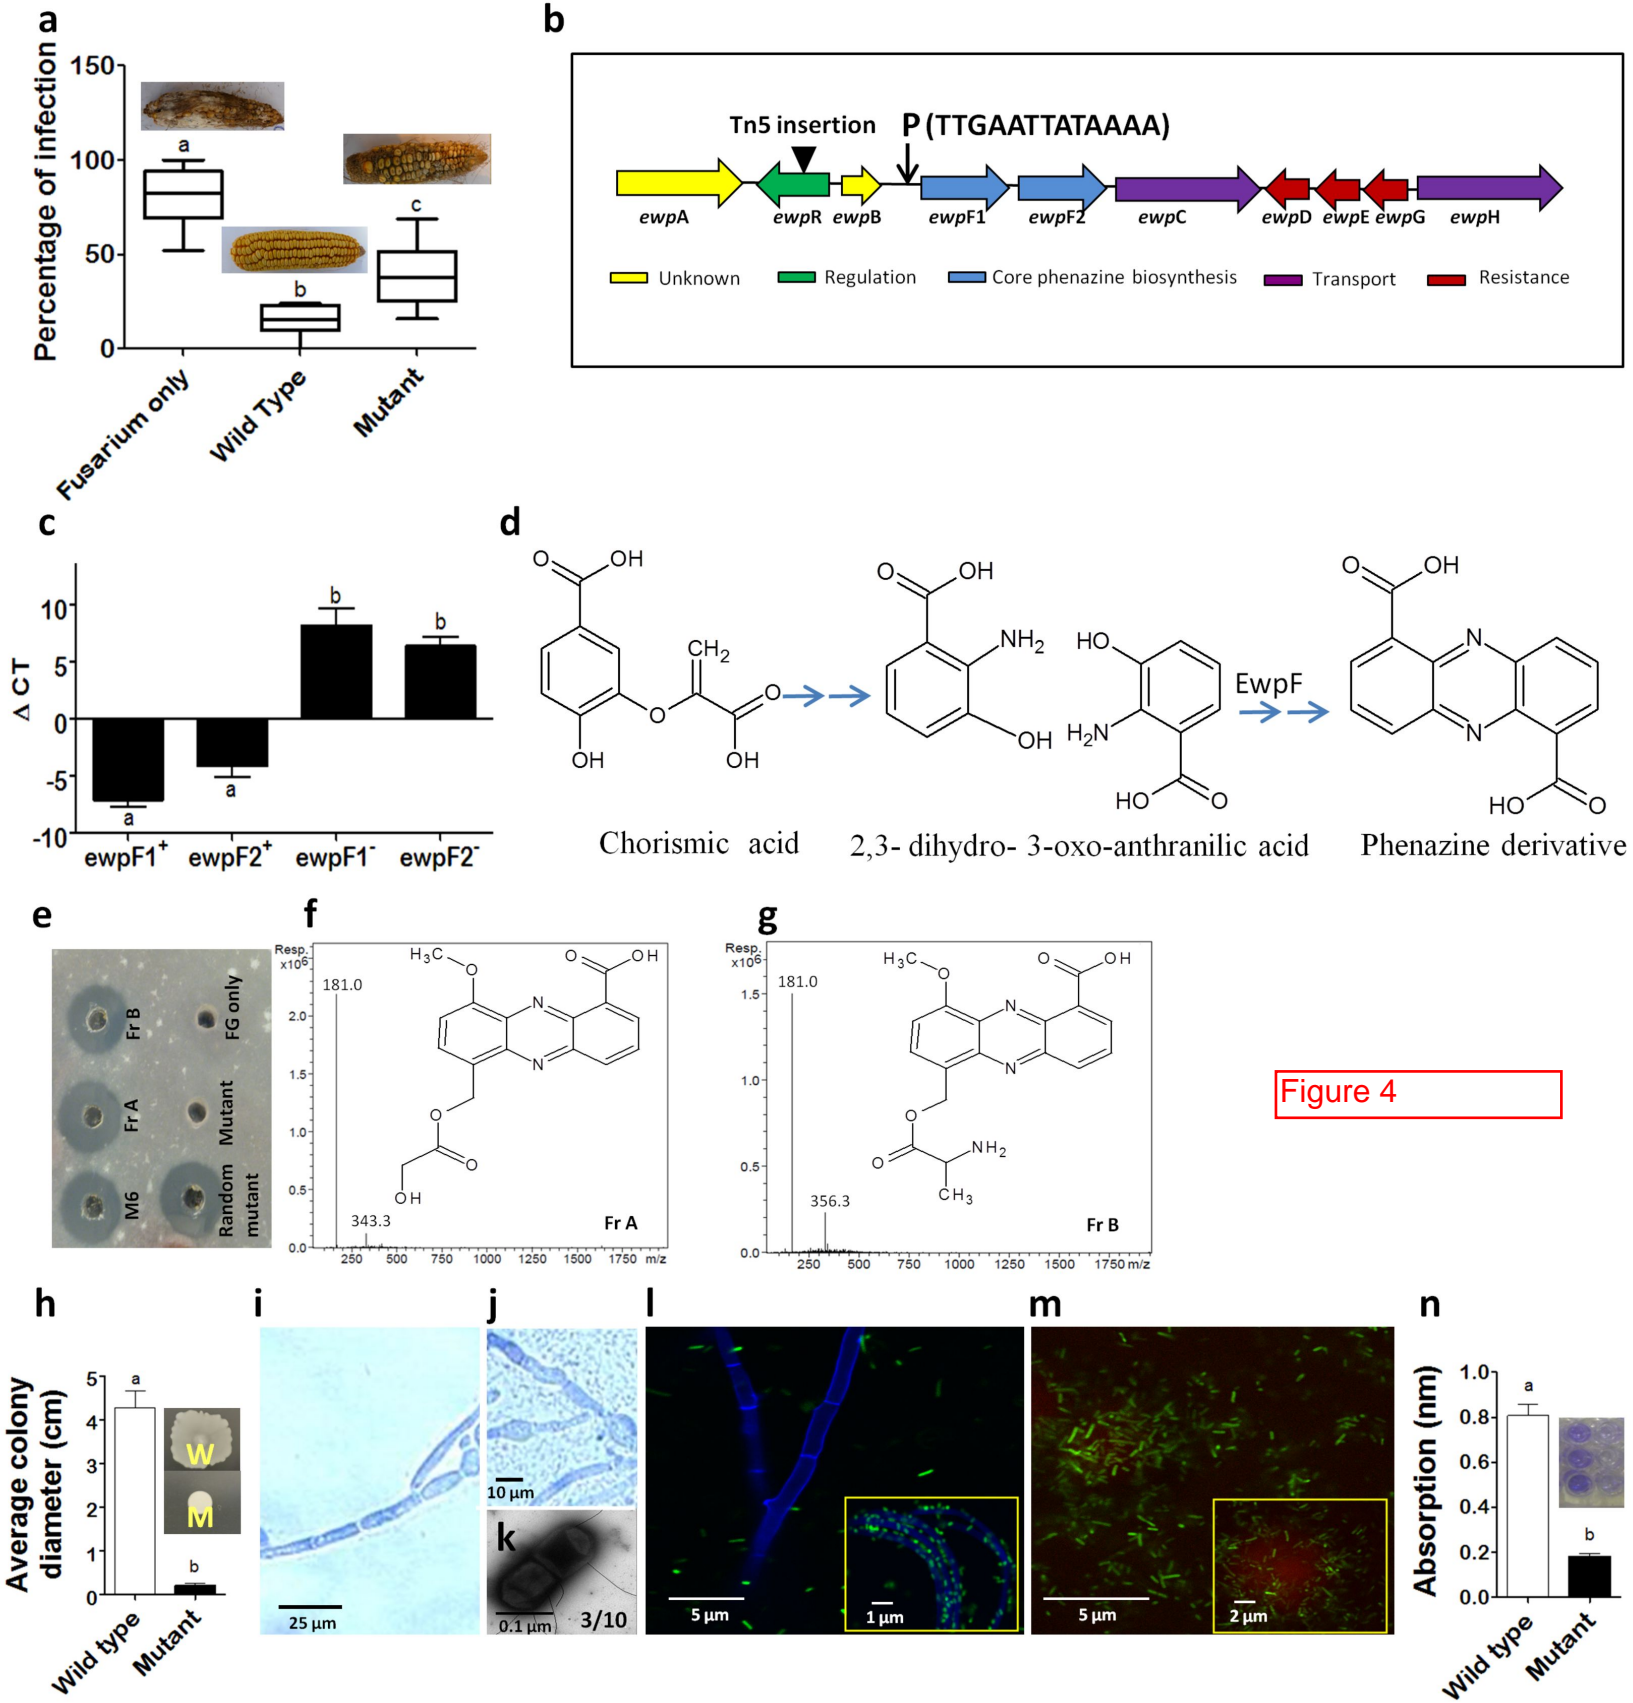 a
Percentage of infection
150
100
50
0
a
b
c
Fusarium only
Wild Type
Mutant
b
Tn5 insertion
P (TTGAATTATAAAA)
ewpA
ewpR
ewpB
ewpF1
ewpF2
ewpC
ewpD
ewpE
ewpG
ewpH
Unknown
Regulation
Core phenazine biosynthesis
Transport
Resistance
c
Δ CT
10
5
0
-5
-10
a
a
b
b
ewpF1+
ewpF2+
ewpF1-
ewpF2-
d
O
OH
CH2
O
O
OH
OH
O
OH
NH2
OH
HO
H2N
HO
O
EwpF
O
OH
N
N
HO
O
Chorismic acid
2,3- dihydro- 3-oxo-anthranilic acid
Phenazine derivative
e
Fr B
FG only
Fr A
Mutant
M6
Random
mutant
f
Resp.
x10⁶
181.0
2.0
1.5
1.0
0.5
0.0
343.3
H3C
O
O
OH
N
N
O
O
OH
Fr A
250
500
750
1000
1250
1500
1750
m/z
g
Resp.
x10⁶
181.0
1.5
1.0
0.5
0.0
356.3
H3C
O
O
OH
N
N
O
O
NH2
CH3
Fr B
250
500
750
1000
1250
1500
1750 m/z
Figure 4
h
Average colony
diameter (cm)
5
4
3
2
1
0
a
b
W
M
Wild type
Mutant
i
25 µm
j
10 µm
k
0.1 µm
3/10
l
5 µm
1 µm
m
5 µm
2 µm
n
Absorption (nm)
1.0
0.8
0.6
0.4
0.2
0.0
a
b
Wild type
Mutant